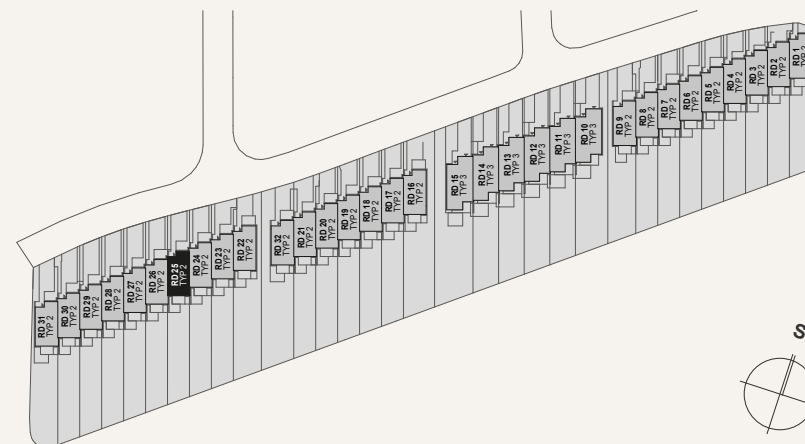 RD 31
TYP 2
RD 30
TYP 2
RD 29
TYP 2
RD 28
TYP 2
RD 27
TYP 2
RD 26
TYP 2
RD 25
TYP 2
RD 24
TYP 2
RD 23
TYP 2
RD 22
TYP 2
RD 32
TYP 2
RD 21
TYP 2
RD 20
TYP 2
RD 19
TYP 2
RD 18
TYP 2
RD 17
TYP 2
RD 16
TYP 2
RD 15
TYP 3
RD 14
TYP 3
RD 13
TYP 3
RD 12
TYP 3
RD 11
TYP 3
RD 10
TYP 3
RD 9
TYP 2
RD 8
TYP 2
RD 7
TYP 2
RD 6
TYP 2
RD 5
TYP 2
RD 4
TYP 2
RD 3
TYP 2
RD 2
TYP 2
RD 1
TYP 2
S